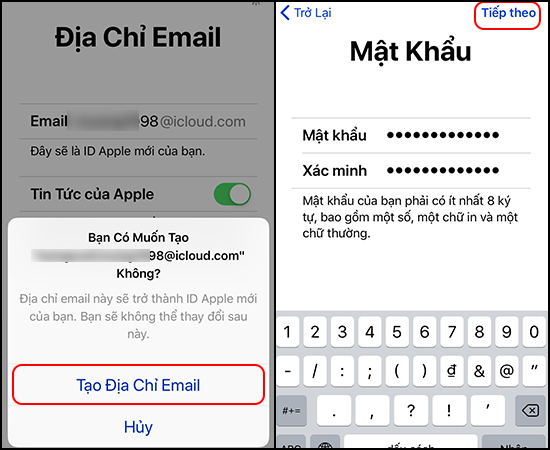 Địa Chỉ Email
Email 98@icloud.com
Đây sẽ là ID Apple mới của bạn.
Tin Tức của Apple
Bạn Có Muốn Tạo
98@icloud.com"
Không?
Địa chỉ email này sẽ trở thành ID Apple mới
của bạn. Bạn sẽ không thể thay đổi sau
này.
Tạo Địa Chỉ Email
Hủy
Trở Lại
Tiếp theo
Mật Khẩu
Mật khẩu ●●●●●●●●●●●●●
Xác minh ●●●●●●●●●●●●●
Mật khẩu của bạn phải có ít nhất 8 ký
tự, bao gồm một số, một chữ in và một
chữ thường.
1 2 3 4 5 6 7 8 9 0
- / : ; ( ) ₫ & @ "
#+= . , ? ! '
ABC dấu cách Nhập